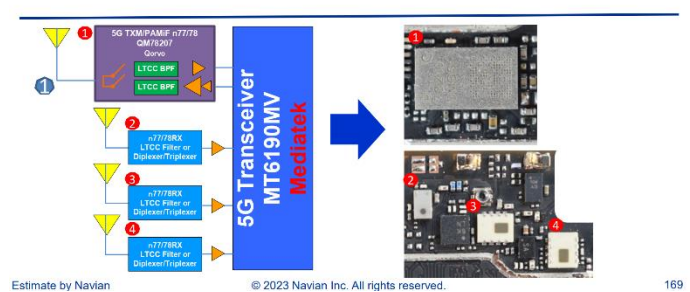 1
5G TXM/PAMiF n77/78
QM78207
Qorvo
LTCC BPF
LTCC BPF
1
2
n77/78RX
LTCC Filter or
Diplexer/Triplexer
3
n77/78RX
LTCC Filter or
Diplexer/Triplexer
4
n77/78RX
LTCC Filter or
Diplexer/Triplexer
5G Transceiver
MT6190MV
Mediatek
1
2
3
4
Estimate by Navian
© 2023 Navian Inc. All rights reserved.
169